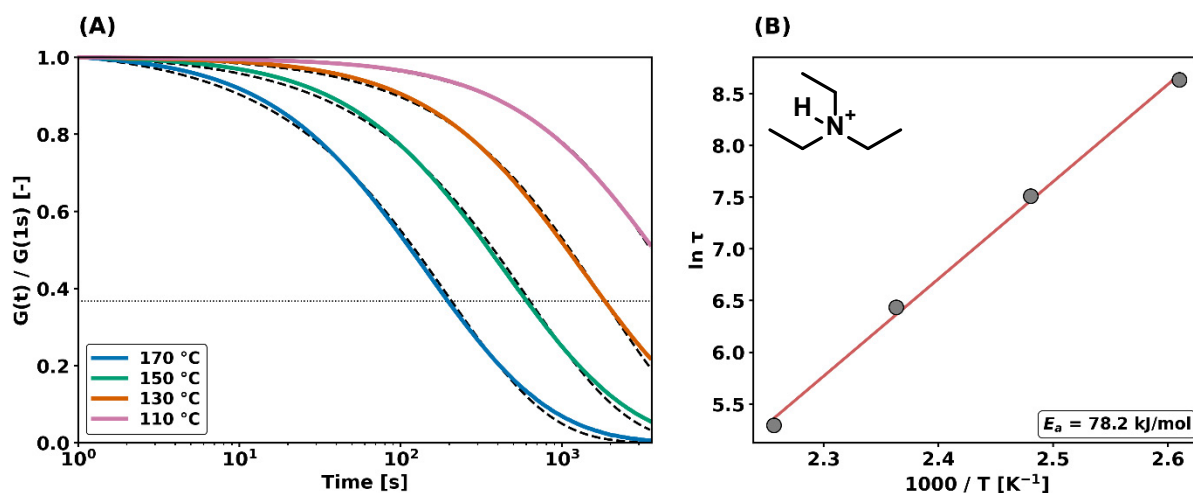 (A)
G(t) / G(1s) [-]
1.0
0.8
0.6
0.4
0.2
0.0
170 °C
150 °C
130 °C
110 °C
10⁰ 10¹ 10² 10³
Time [s]
(B)
ln τ
8.5
8.0
7.5
7.0
6.5
6.0
5.5
H N⁺
Eₐ = 78.2 kJ/mol
2.3 2.4 2.5 2.6
1000 / T [K⁻¹]